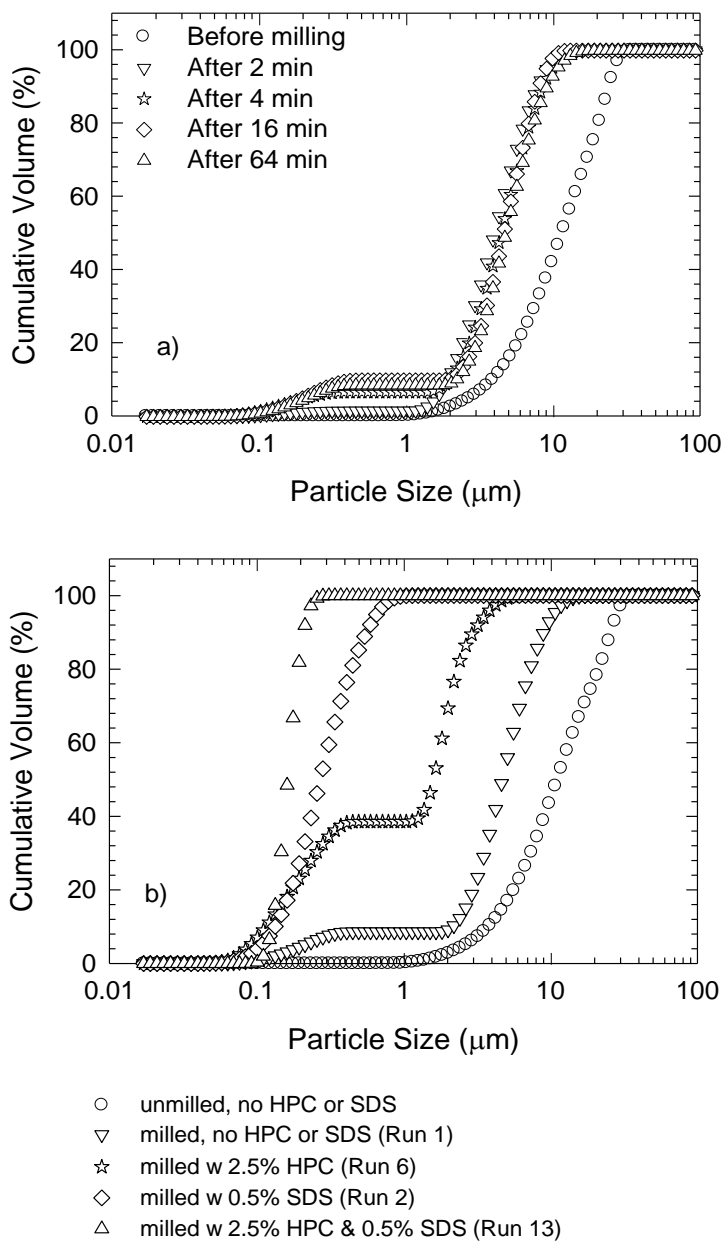 100
80
60
40
20
0
Cumulative Volume (%)
Before milling
After 2 min
After 4 min
After 16 min
After 64 min
a)
0.01 0.1 1 10 100
Particle Size (μm)
100
80
60
40
20
0
Cumulative Volume (%)
b)
0.01 0.1 1 10 100
Particle Size (μm)
unmilled, no HPC or SDS
milled, no HPC or SDS (Run 1)
milled w 2.5% HPC (Run 6)
milled w 0.5% SDS (Run 2)
milled w 2.5% HPC & 0.5% SDS (Run 13)